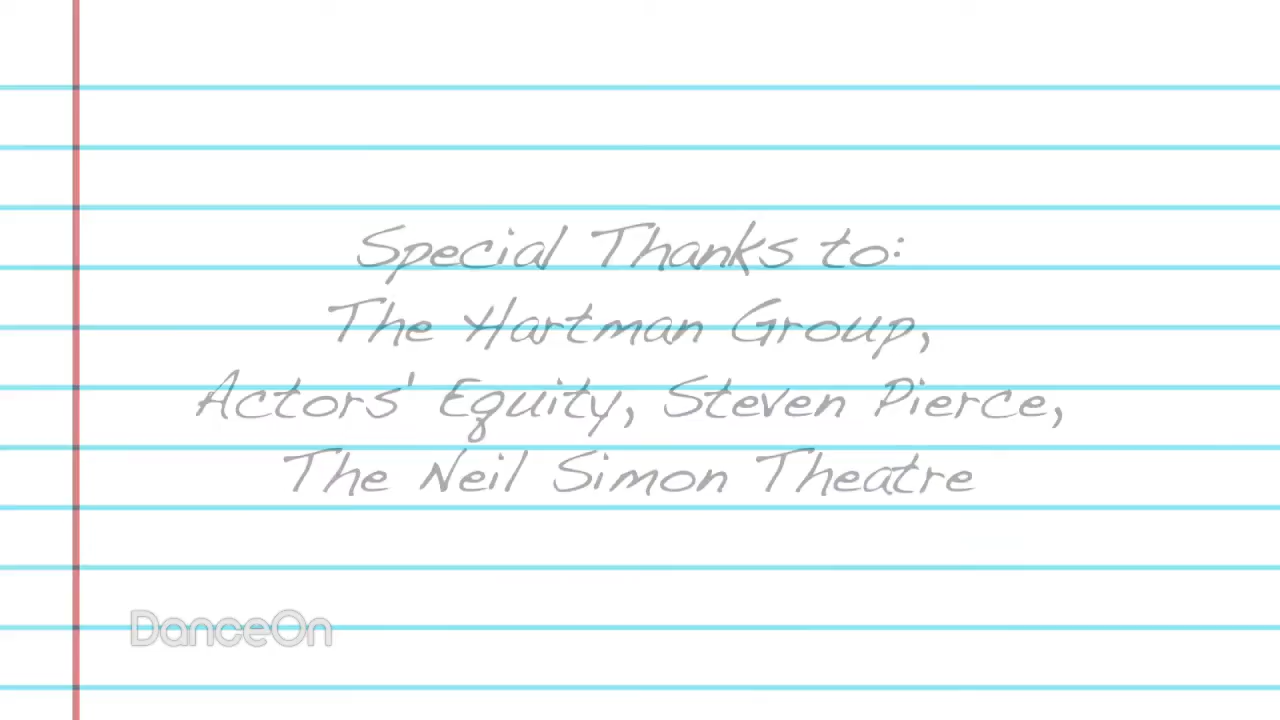 Special Thanks to:
The Hartman Group,
Actors' Equity, Steven Pierce,
The Neil Simon Theatre
DanceOn